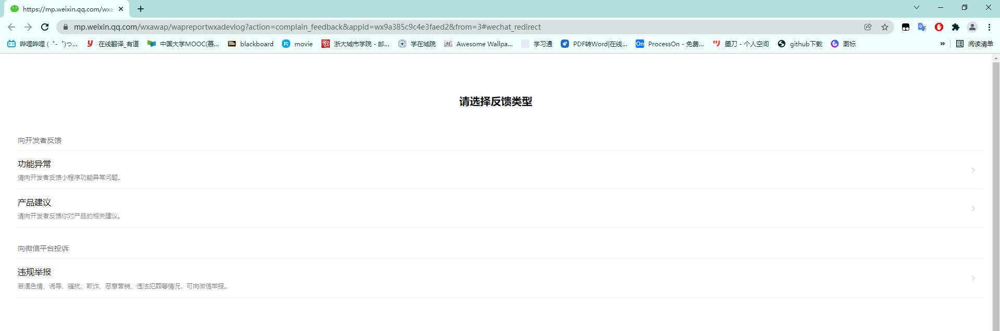 https://mp.weixin.qq.com/wxa
mp.weixin.qq.com/wxawap/wapreportwxadevlog?action=complain_feedback&appid=wx9a385c9c4e3faed2&from=3#wechat_redirect
哔哩哔哩 ( ゜- ゜)つ... 在线翻译_有道 中国大学MOOC(慕... Bb blackboard movie 浙大城市学院 - 邮... 学在城院 Awesome Wallpa... 学习通 PDF转Word|在线... On ProcessOn - 免费... 墨刀 - 个人空间 github下载 图标 » 阅读清单
请选择反馈类型
向开发者反馈
功能异常
请向开发者反馈小程序功能异常问题。
产品建议
请向开发者反馈你对产品的相关建议。
向微信平台投诉
违规举报
若遇色情、诱导、骚扰、欺诈、恶意营销、违法犯罪等情况，可向微信举报。